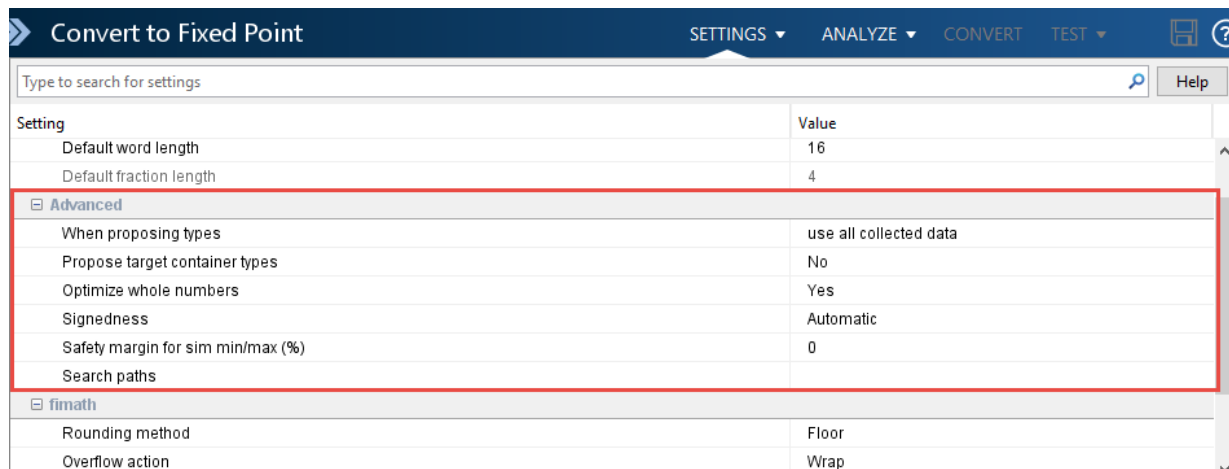 Convert to Fixed Point SETTINGS ▼ ANALYZE ▼ CONVERT TEST ▼ ?
Type to search for settings Help
Setting Value
Default word length 16
Default fraction length 4
Advanced
When proposing types use all collected data
Propose target container types No
Optimize whole numbers Yes
Signedness Automatic
Safety margin for sim min/max (%) 0
Search paths
fimath
Rounding method Floor
Overflow action Wrap